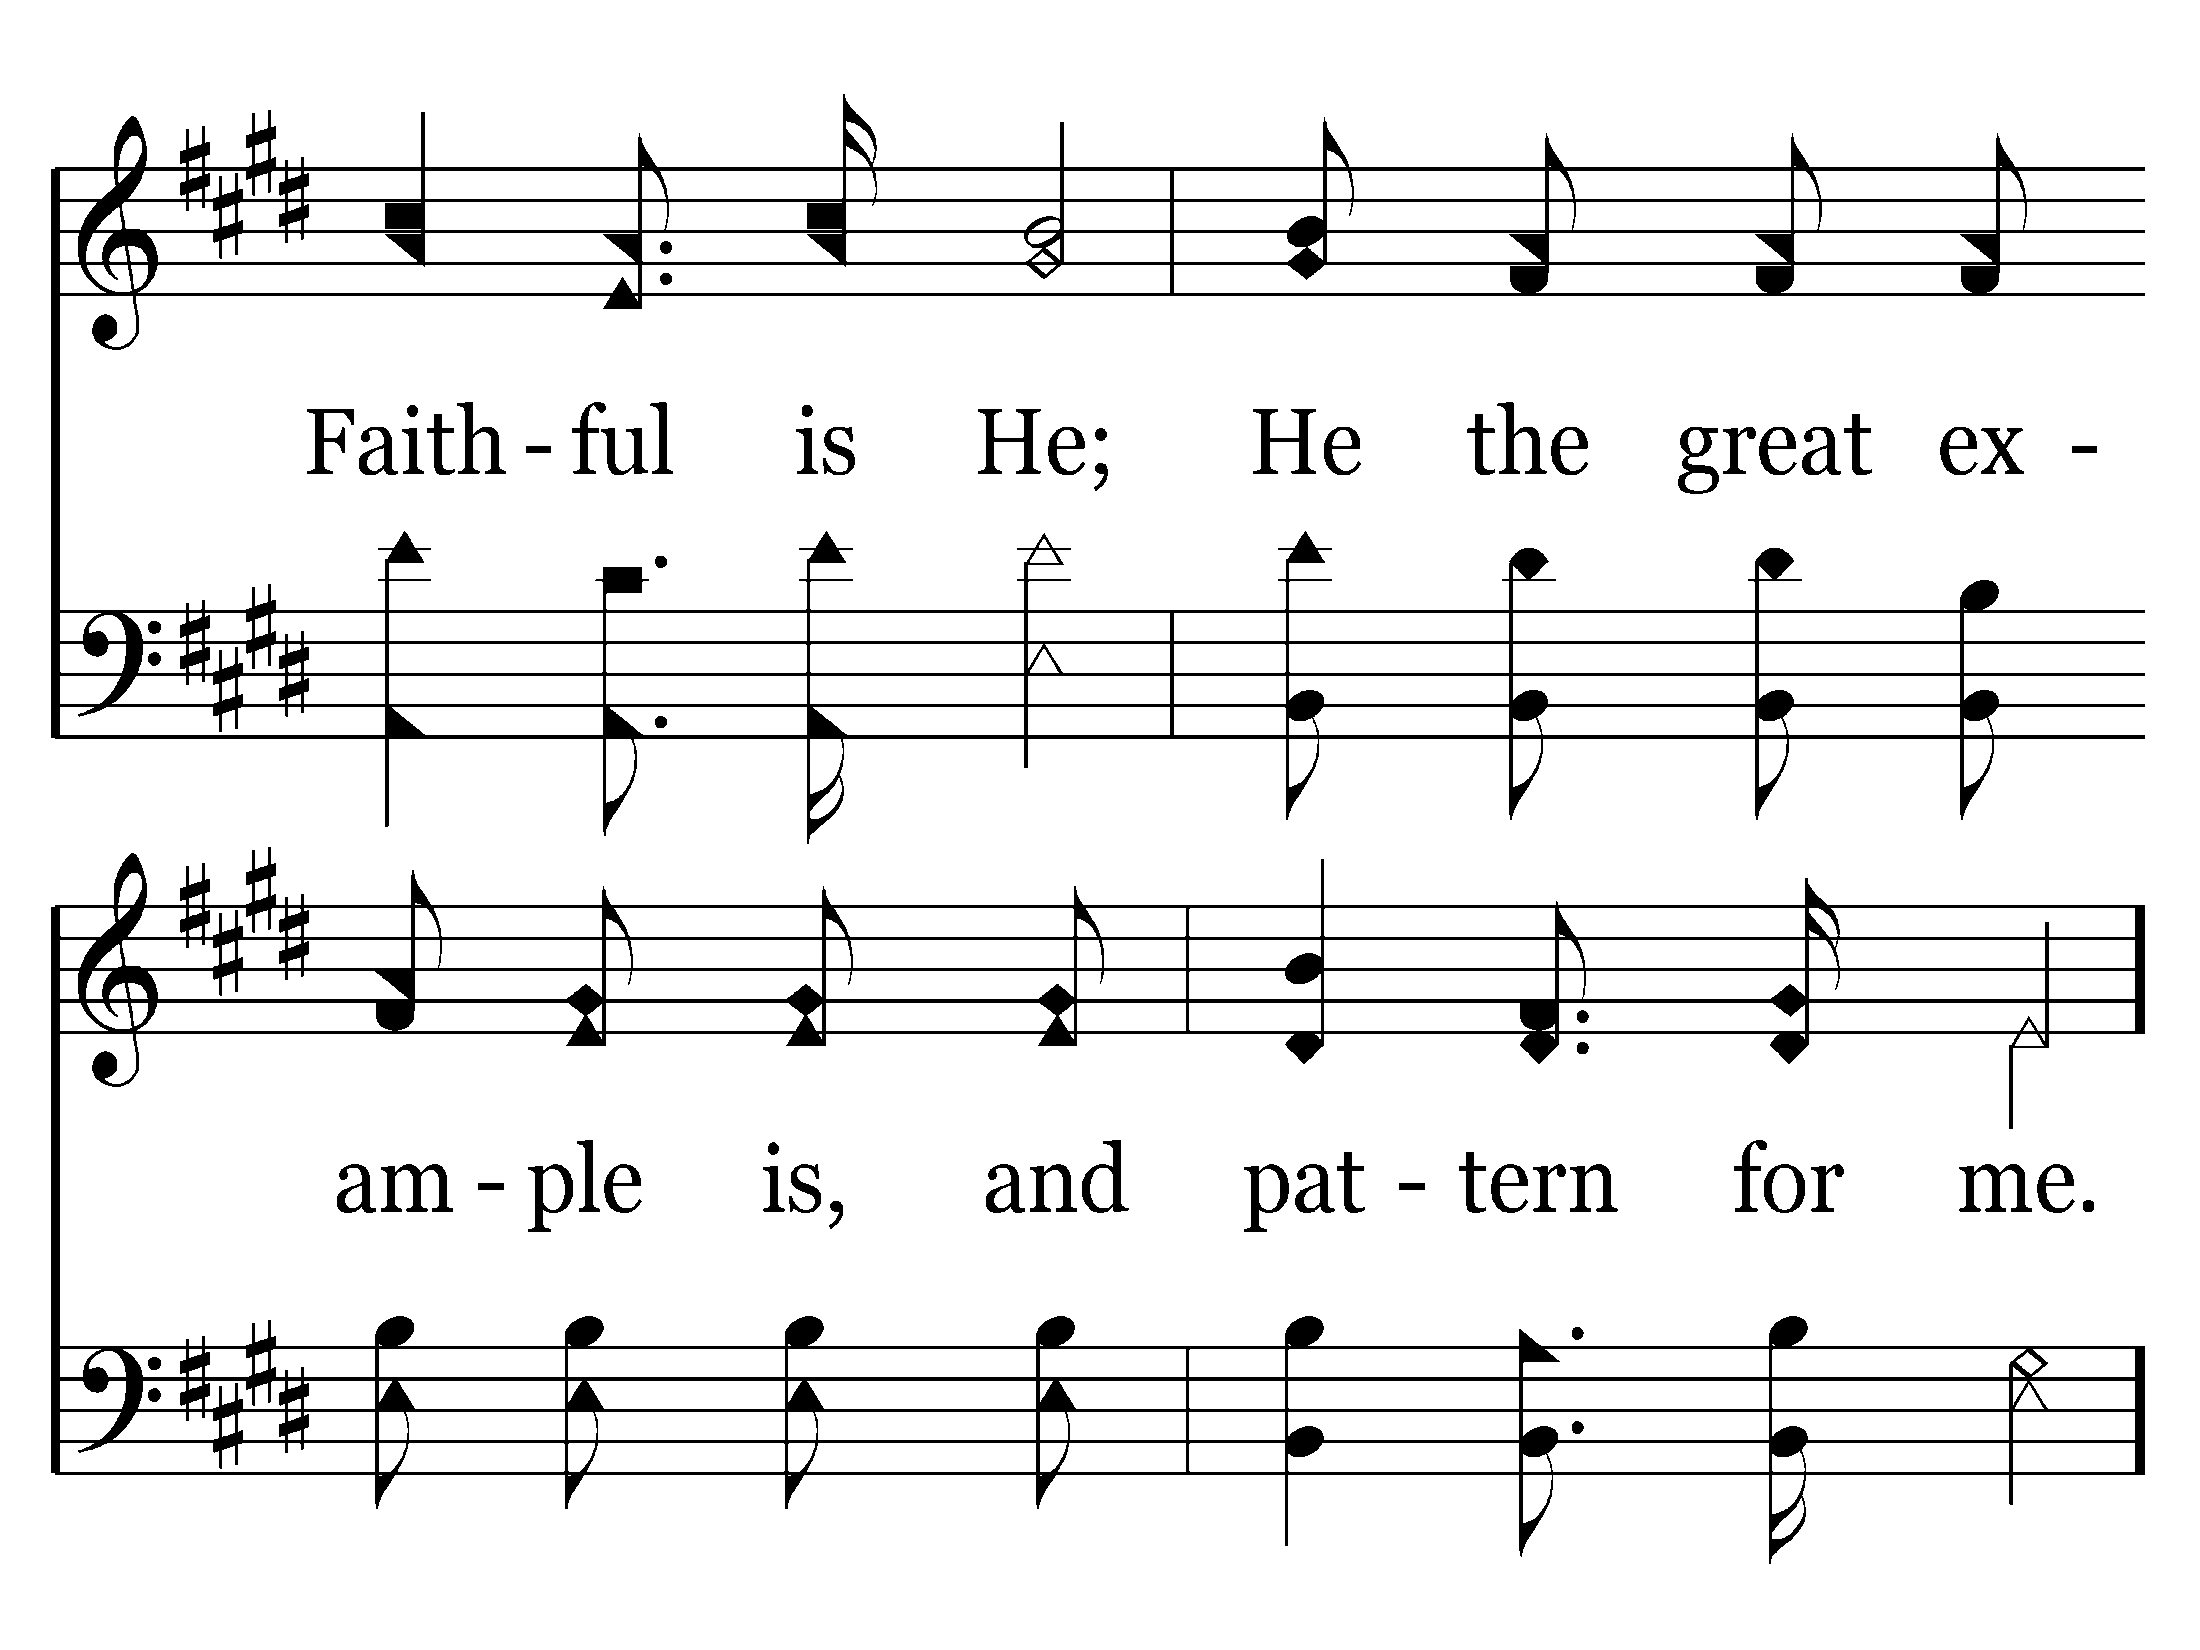 Faith - ful is He; He the great ex -
am - ple is, and pat - tern for me.